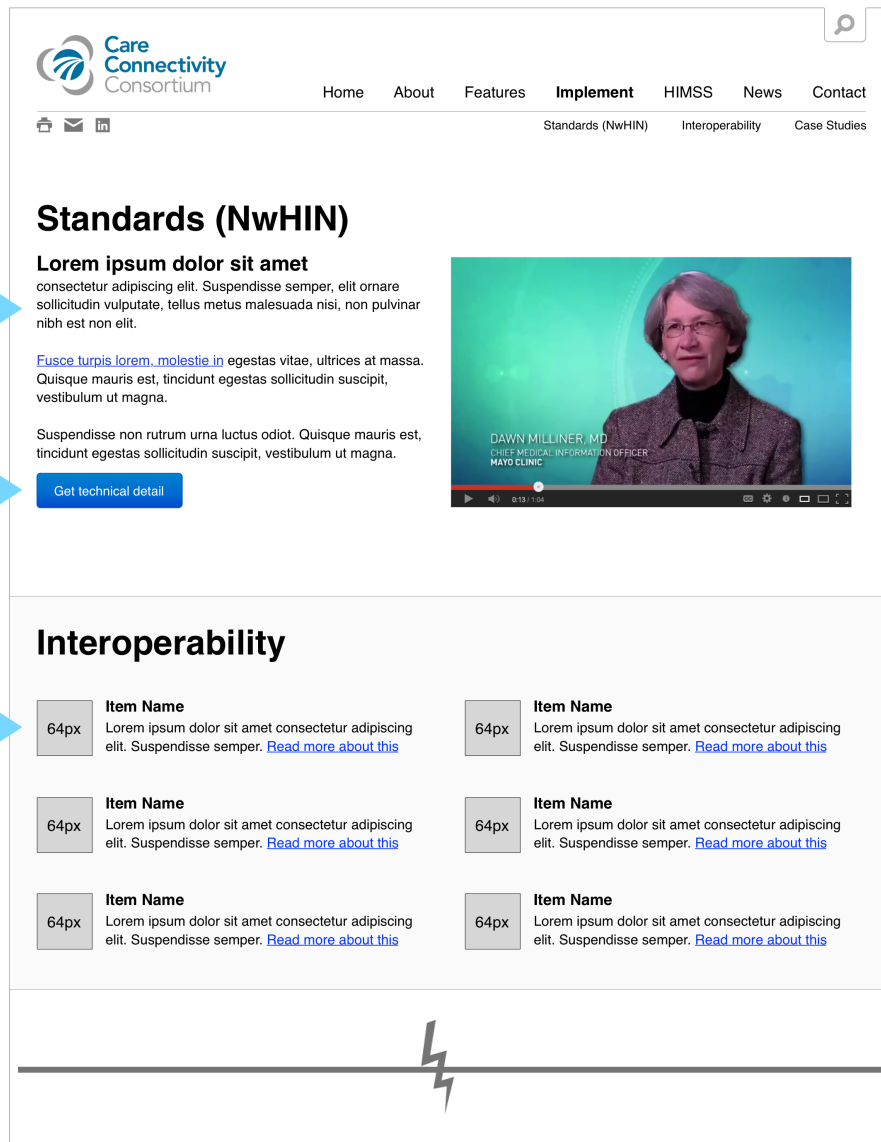 Care
Connectivity
Consortium
Home About Features Implement HIMSS News Contact
in
Standards (NwHIN) Interoperability Case Studies
Standards (NwHIN)
Lorem ipsum dolor sit amet
consectetur adipiscing elit. Suspendisse semper, elit ornare
sollicitudin vulputate, tellus metus malesuada nisi, non pulvinar
nibh est non elit.
Fusce turpis lorem, molestie in egestas vitae, ultrices at massa.
Quisque mauris est, tincidunt egestas sollicitudin suscipit,
vestibulum ut magna.
Suspendisse non rutrum urna luctus odiot. Quisque mauris est,
tincidunt egestas sollicitudin suscipit, vestibulum ut magna.
Get technical detail
DAWN MILLINER, MD
CHIEF MEDICAL INFORMATION OFFICER
MAYO CLINIC
0:13 / 1:04
Interoperability
64px
Item Name
Lorem ipsum dolor sit amet consectetur adipiscing
elit. Suspendisse semper. Read more about this
64px
Item Name
Lorem ipsum dolor sit amet consectetur adipiscing
elit. Suspendisse semper. Read more about this
64px
Item Name
Lorem ipsum dolor sit amet consectetur adipiscing
elit. Suspendisse semper. Read more about this
64px
Item Name
Lorem ipsum dolor sit amet consectetur adipiscing
elit. Suspendisse semper. Read more about this
64px
Item Name
Lorem ipsum dolor sit amet consectetur adipiscing
elit. Suspendisse semper. Read more about this
64px
Item Name
Lorem ipsum dolor sit amet consectetur adipiscing
elit. Suspendisse semper. Read more about this